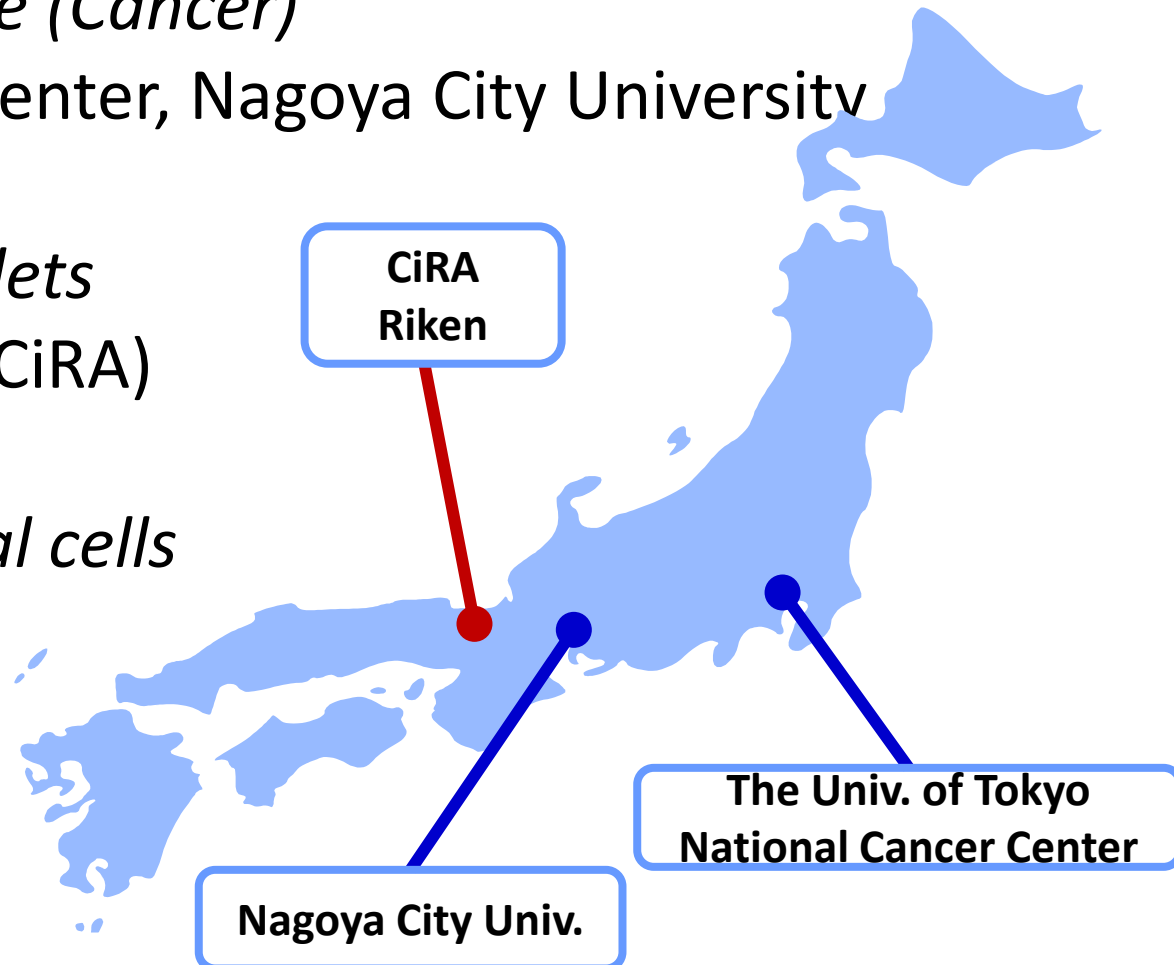 e (Cancer)
enter, Nagoya City University
lets
CiRA)
al cells
CiRA
Riken
The Univ. of Tokyo
National Cancer Center
Nagoya City Univ.